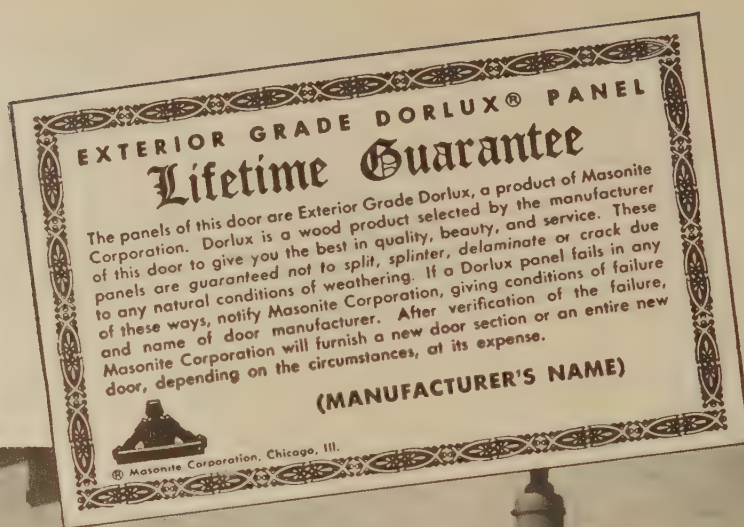 EXTERIOR GRADE DORLUX® PANEL
Lifetime Guarantee
The panels of this door are Exterior Grade Dorlux, a product of Masonite
Corporation. Dorlux is a wood product selected by the manufacturer
of this door to give you the best in quality, beauty, and service. These
panels are guaranteed not to split, splinter, delaminate or crack due
to any natural conditions of weathering. If a Dorlux panel fails in any
of these ways, notify Masonite Corporation, giving conditions of failure
and name of door manufacturer. After verification of the failure,
Masonite Corporation will furnish a new door section or an entire new
door, depending on the circumstances, at its expense.
(MANUFACTURER'S NAME)
® Masonite Corporation, Chicago, Ill.